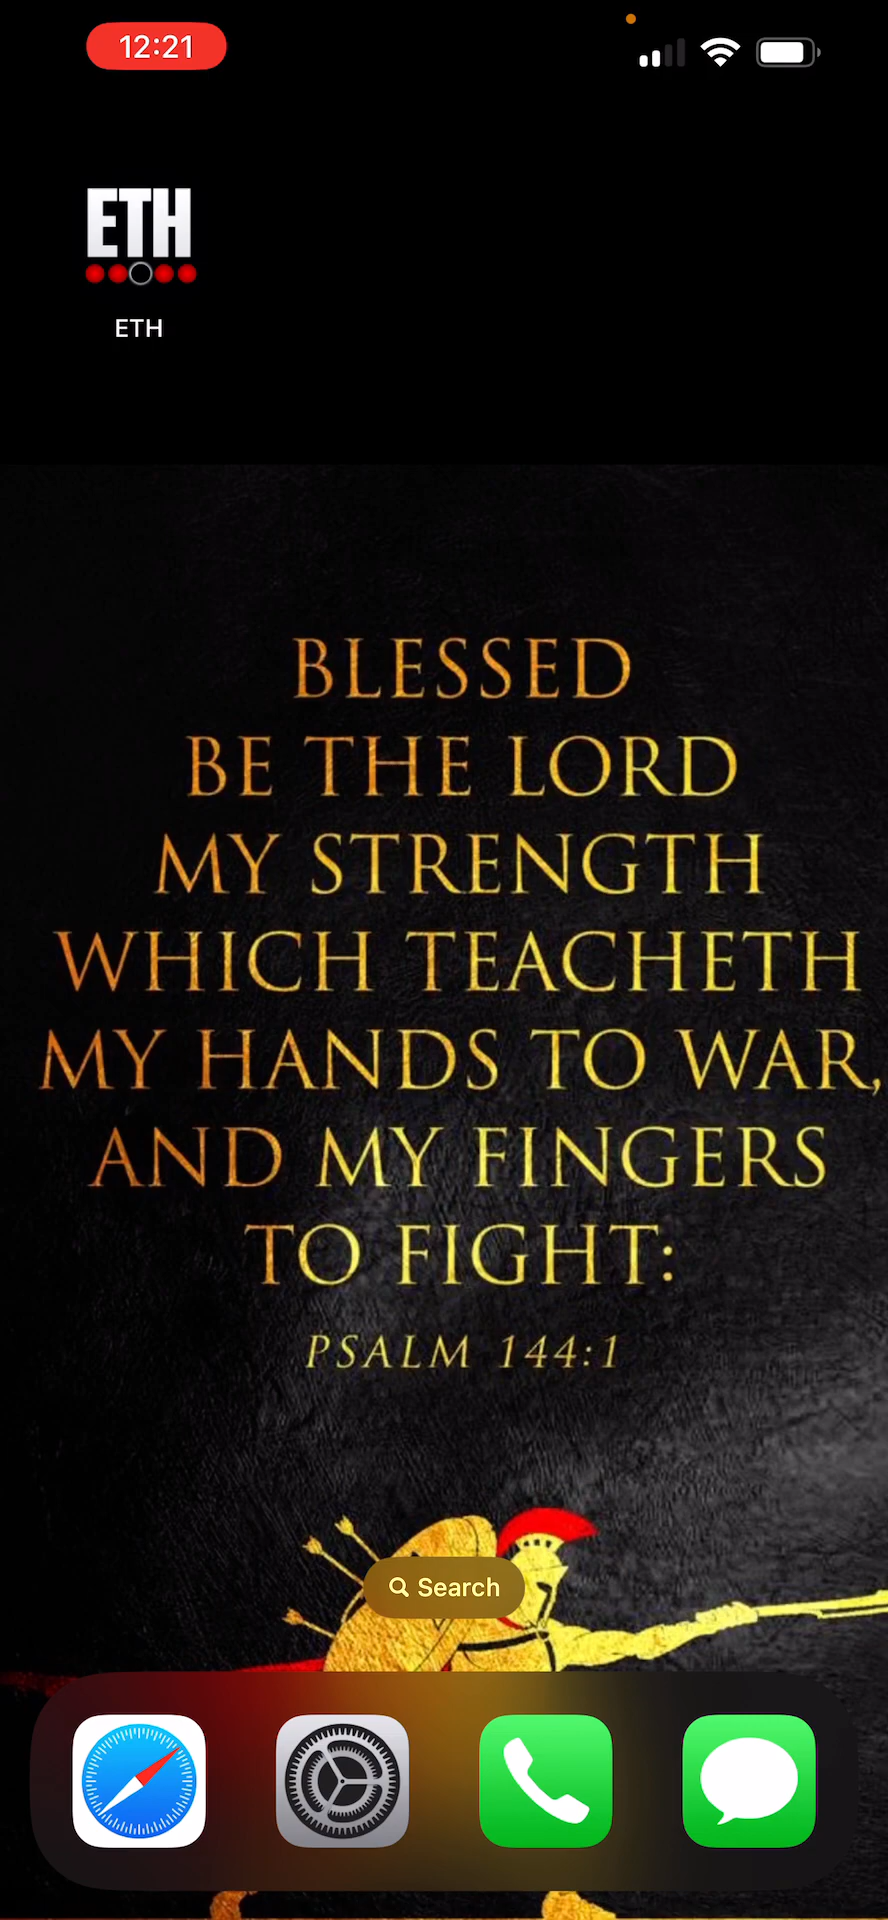 12:21
ETH
ETH
BLESSED
BE THE LORD
MY STRENGTH
WHICH TEACHETH
MY HANDS TO WAR,
AND MY FINGERS
TO FIGHT:
PSALM 144:1
Search